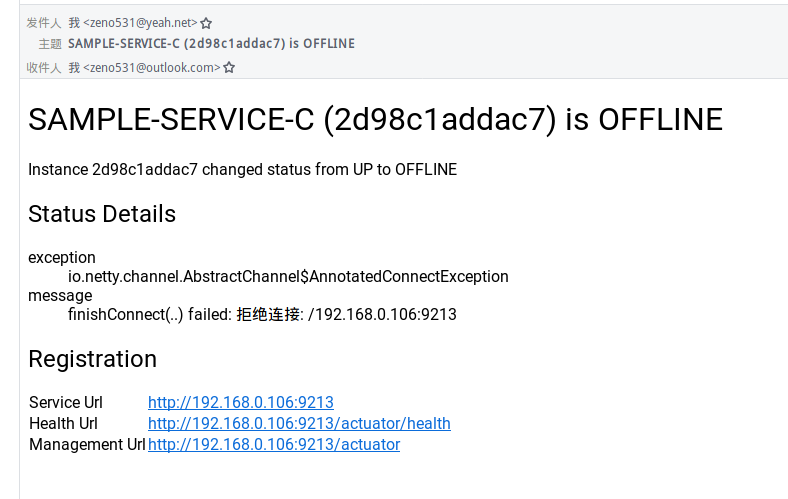 发件人 我 <zeno531@yeah.net>
主题 SAMPLE-SERVICE-C (2d98c1addac7) is OFFLINE
收件人 我 <zeno531@outlook.com>
SAMPLE-SERVICE-C (2d98c1addac7) is OFFLINE
Instance 2d98c1addac7 changed status from UP to OFFLINE
Status Details
exception
io.netty.channel.AbstractChannel$AnnotatedConnectException
message
finishConnect(..) failed: 拒绝连接: /192.168.0.106:9213
Registration
Service Url http://192.168.0.106:9213
Health Url http://192.168.0.106:9213/actuator/health
Management Url http://192.168.0.106:9213/actuator